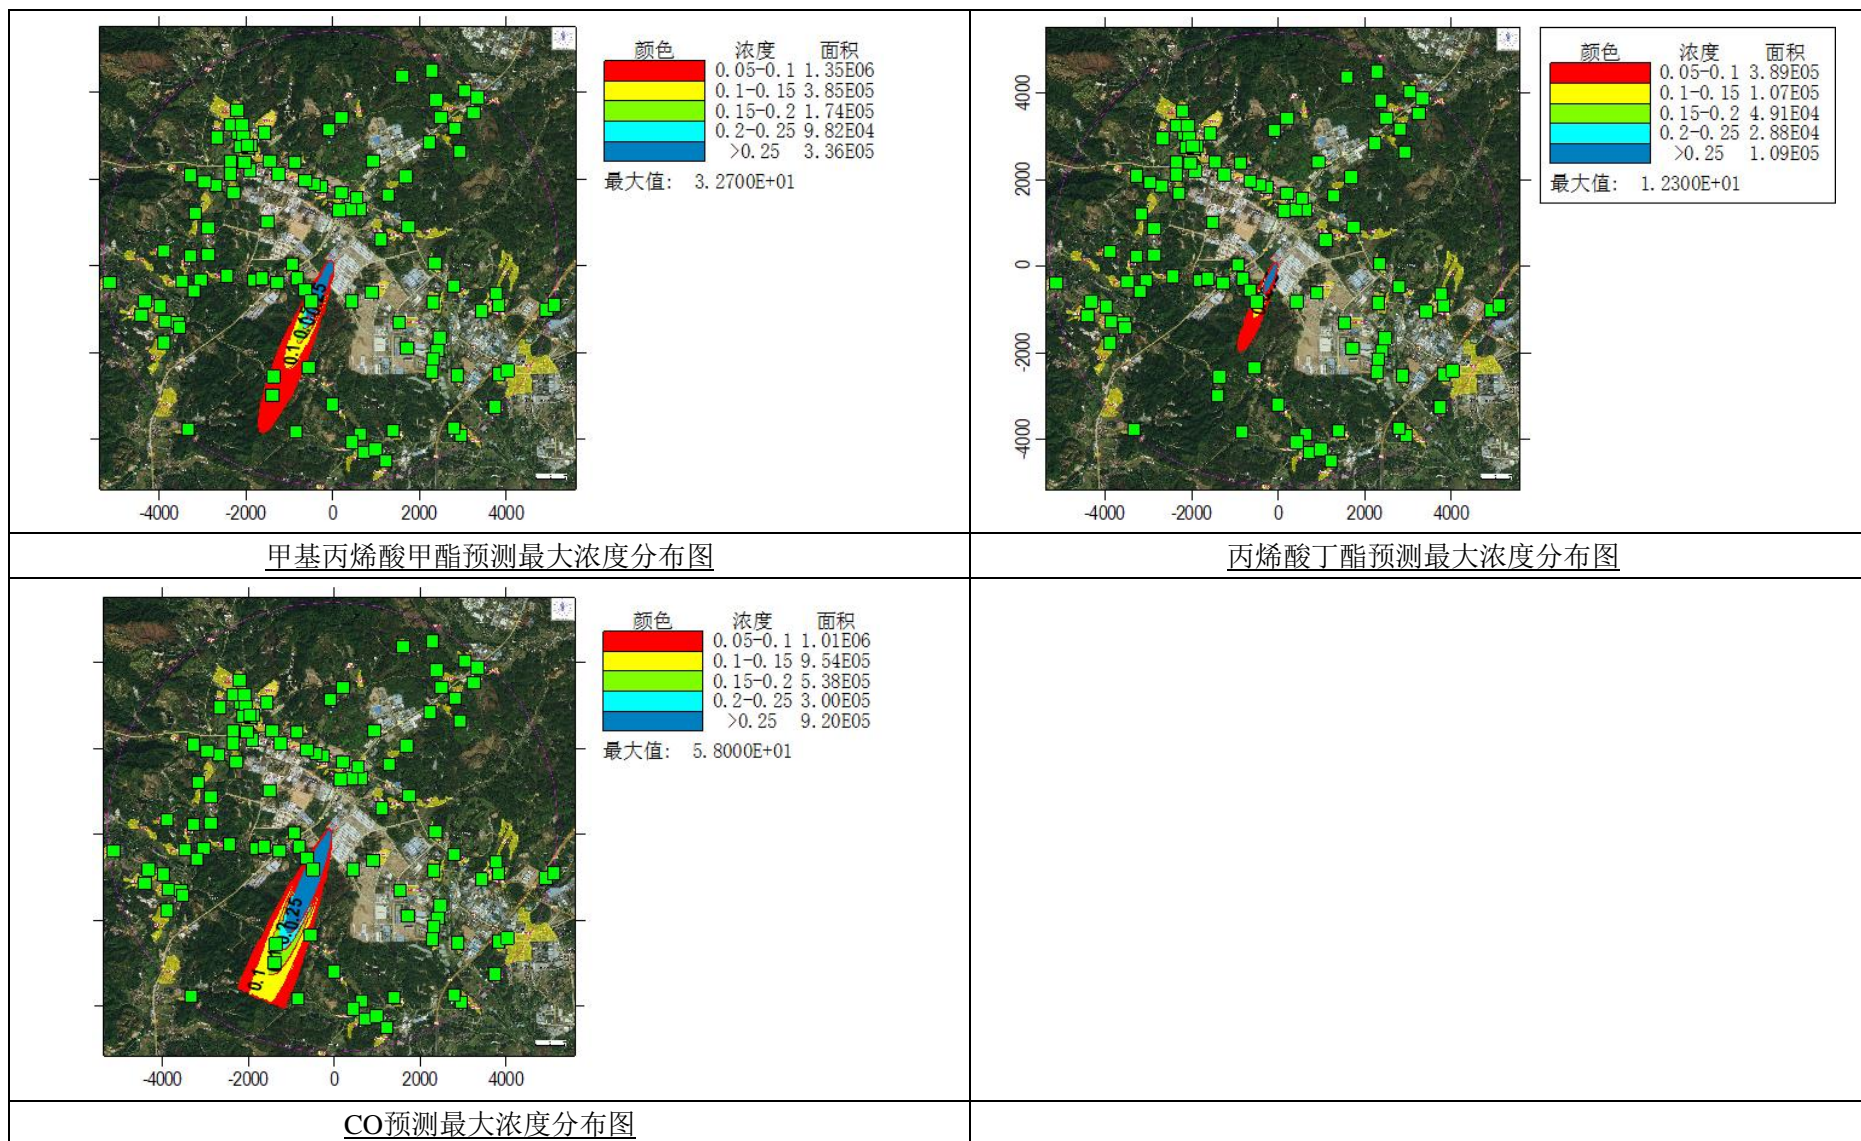 颜色 浓度 面积
0.05-0.1 1.35E06
0.1-0.15 3.85E05
0.15-0.2 1.74E05
0.2-0.25 9.82E04
>0.25 3.36E05
最大值: 3.2700E+01
0.1
-4000 -2000 0 2000 4000
甲基丙烯酸甲酯预测最大浓度分布图
颜色 浓度 面积
0.05-0.1 3.89E05
0.1-0.15 1.07E05
0.15-0.2 4.91E04
0.2-0.25 2.88E04
>0.25 1.09E05
最大值: 1.2300E+01
4000
2000
0
-2000
-4000
-4000 -2000 0 2000 4000
丙烯酸丁酯预测最大浓度分布图
颜色 浓度 面积
0.05-0.1 1.01E06
0.1-0.15 9.54E05
0.15-0.2 5.38E05
0.2-0.25 3.00E05
>0.25 9.20E05
最大值: 5.8000E+01
0.25
0.1
-4000 -2000 0 2000 4000
CO预测最大浓度分布图